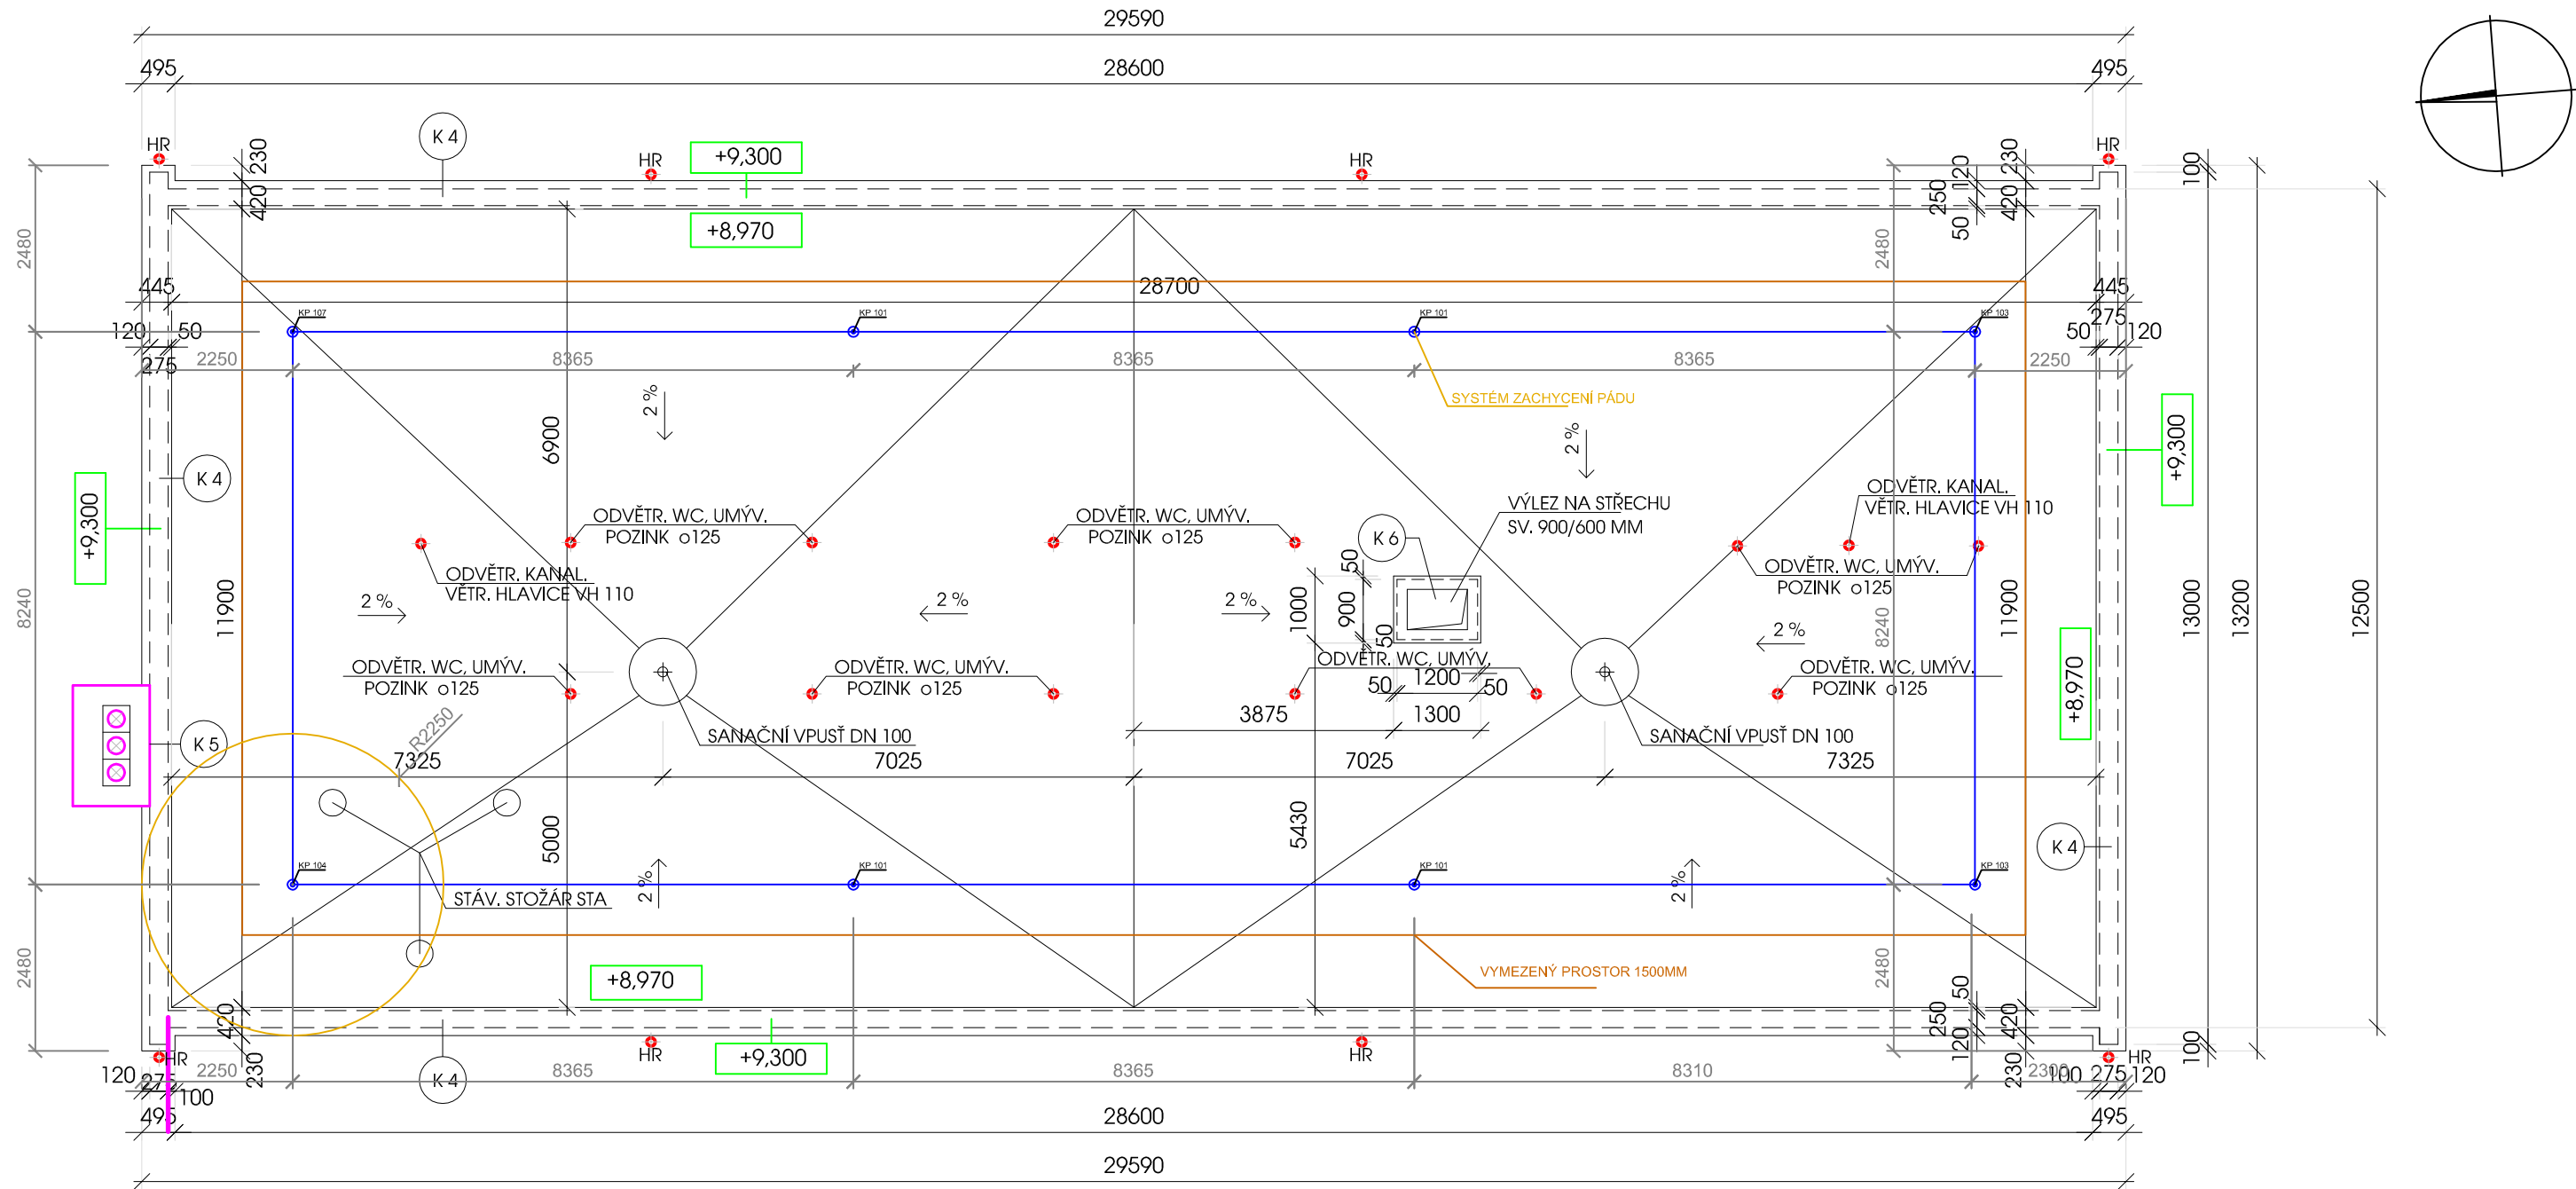 29590
495
28600
495
HR
K 4
+9,300
HR
HR
HR
230
420
+8,970
120
230
250
420
50
100
2480
2480
445
28700
445
KP 107
KP 101
KP 101
KP 103
120
50
275
2250
8365
8365
8365
2250
50
275
120
SYSTÉM ZACHYCENÍ PÁDU
2 %
2 %
6900
K 4
+9,300
+9,300
ODVĚTR. WC, UMÝV.
POZINK o125
ODVĚTR. WC, UMÝV.
POZINK o125
VÝLEZ NA STŘECHU
SV. 900/600 MM
K 6
ODVĚTR. KANAL.
VĚTR. HLAVICE VH 110
ODVĚTR. KANAL.
VĚTR. HLAVICE VH 110
ODVĚTR. WC, UMÝV.
POZINK o125
8240
11900
2 %
2 %
2 %
1000
50
900
50
2 %
8240
11900
13000
13200
12500
ODVĚTR. WC, UMÝV.
POZINK o125
ODVĚTR. WC, UMÝV.
POZINK o125
ODVĚTR. WC, UMÝV.
50
1200
50
ODVĚTR. WC, UMÝV.
POZINK o125
+8,970
K 5
R2250
SANAČNÍ VPUSŤ DN 100
3875
1300
SANAČNÍ VPUSŤ DN 100
7325
7025
7025
7325
5000
5430
K 4
KP 104
KP 101
KP 101
KP 103
STÁV. STOŽÁR STA
2 %
2 %
2480
+8,970
VYMEZENÝ PROSTOR 1500MM
2480
420
230
50
250
420
120
230
100
HR
HR
+9,300
HR
HR
120
275
100
2250
K 4
8365
8365
8310
2300
100
275
120
495
28600
495
29590